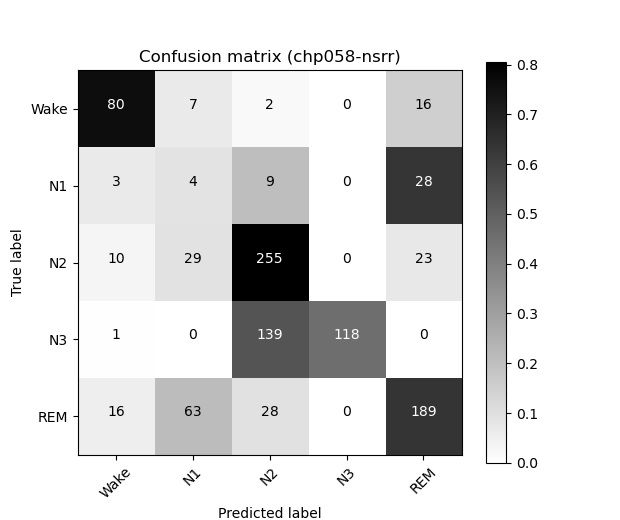 Confusion matrix (chp058-nsrr)
Wake 80 7 2 0 16
N1 3 4 9 0 28
N2 10 29 255 0 23
N3 1 0 139 118 0
REM 16 63 28 0 189
Wake N1 N2 N3 REM
Predicted label
True label
0.8
0.7
0.6
0.5
0.4
0.3
0.2
0.1
0.0